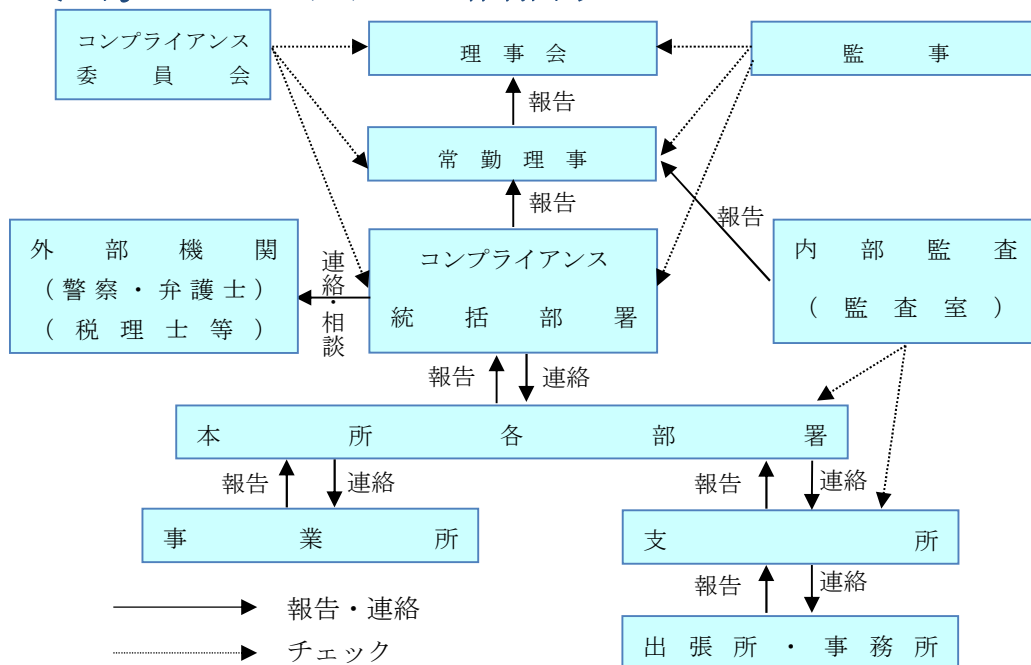 コンプライアンス
委員会
理事会
監事
報告
常勤理事
報告
報告
外部機関
（警察・弁護士）
（税理士等）
連絡・相談
コンプライアンス
統括部署
内部監査
（監査室）
報告
連絡
本所各部署
報告
連絡
報告
連絡
事業所
支所
報告
連絡
報告・連絡
チェック
出張所・事務所